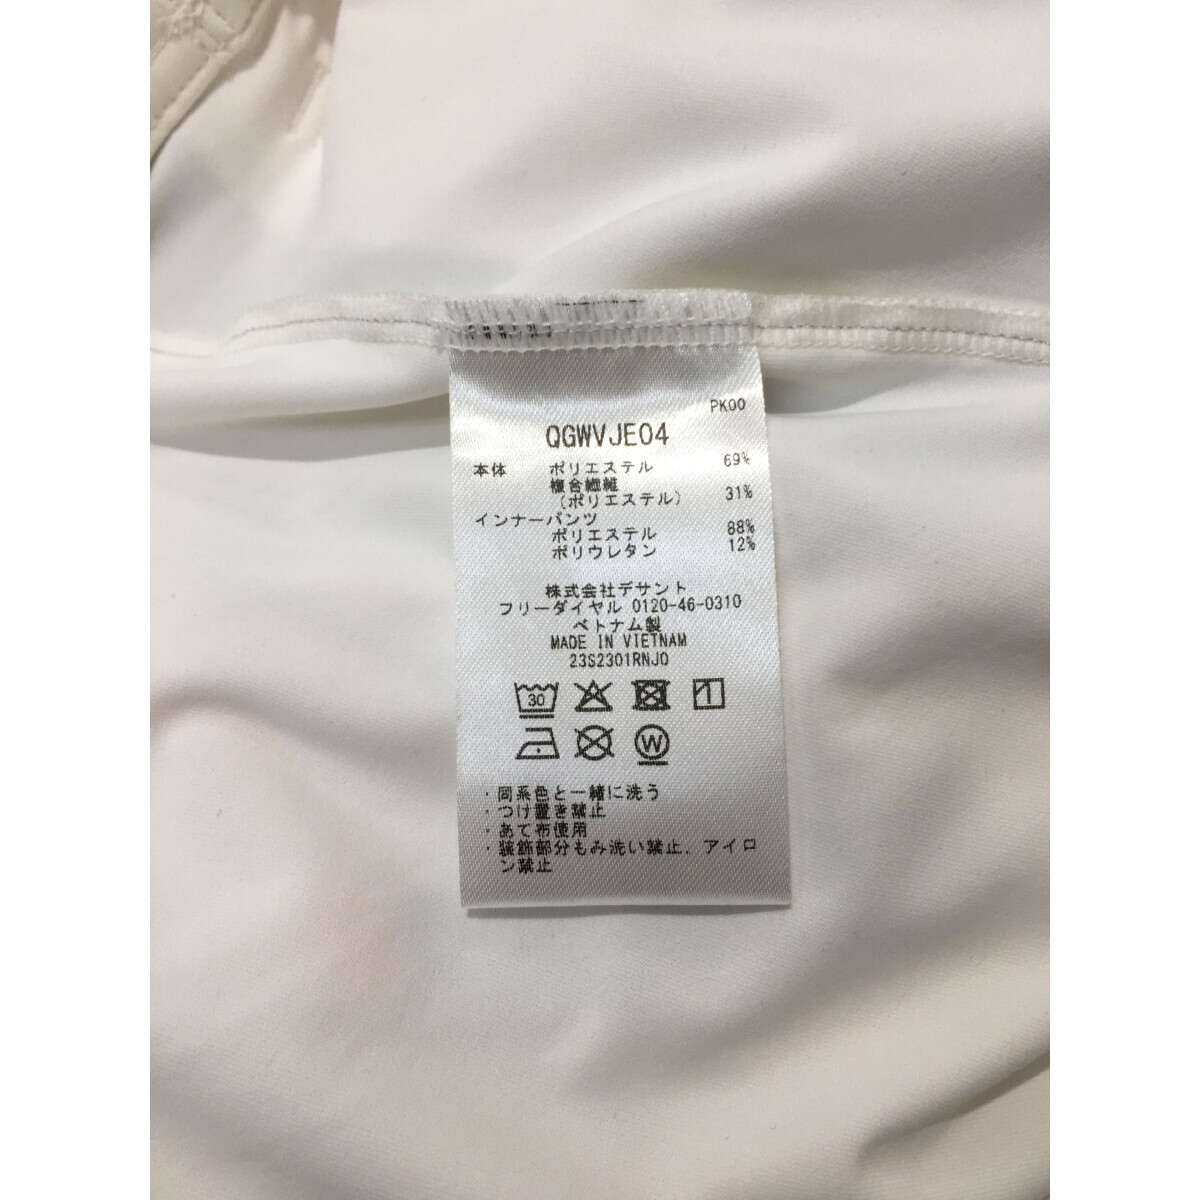 PK00
QGWVJE04
本体 ポリエステル 69%
複合繊維
(ポリエステル) 31%
インナーパンツ
ポリエステル 88%
ポリウレタン 12%
株式会社デサント
フリーダイヤル 0120-46-0310
ベトナム製
MADE IN VIETNAM
23S2301RNJO
30
W
・同系色と一緒に洗う
・つけ置き禁止
・あて布使用
・装飾部分もみ洗い禁止、アイロ
ン禁止